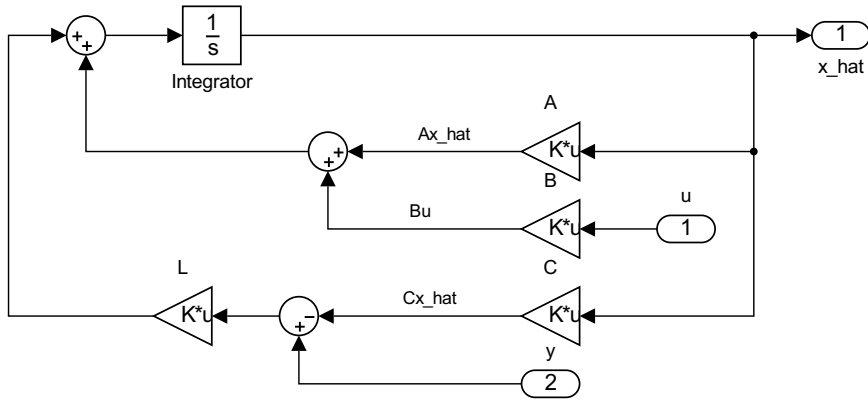 1
s
Integrator
1
x_hat
+
+
A
K*u
Ax_hat
+
+
B
K*u
Bu
u
1
L
K*u
C
K*u
Cx_hat
−
+
y
2